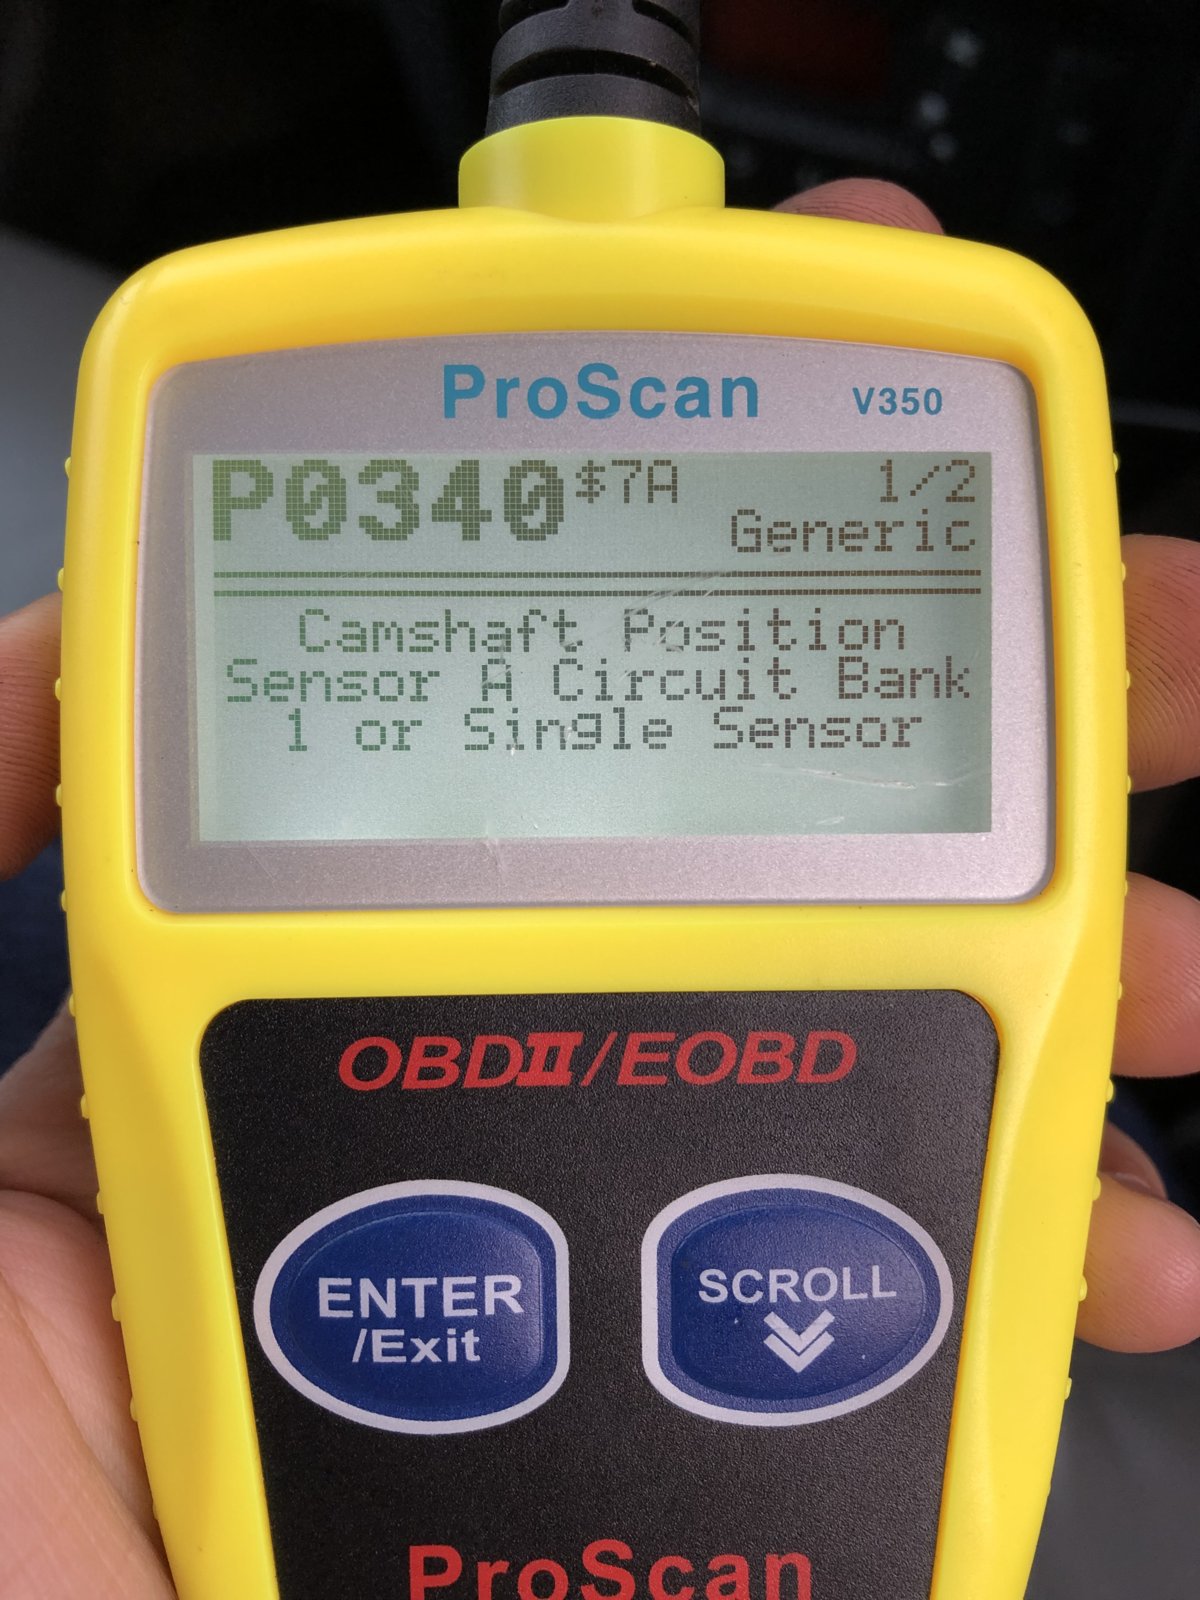 ProScan V350
P0340 $7A 1/2
Generic
Camshaft Position
Sensor A Circuit Bank
1 or Single Sensor
OBDII/EOBD
ENTER
/Exit
SCROLL
ProScan